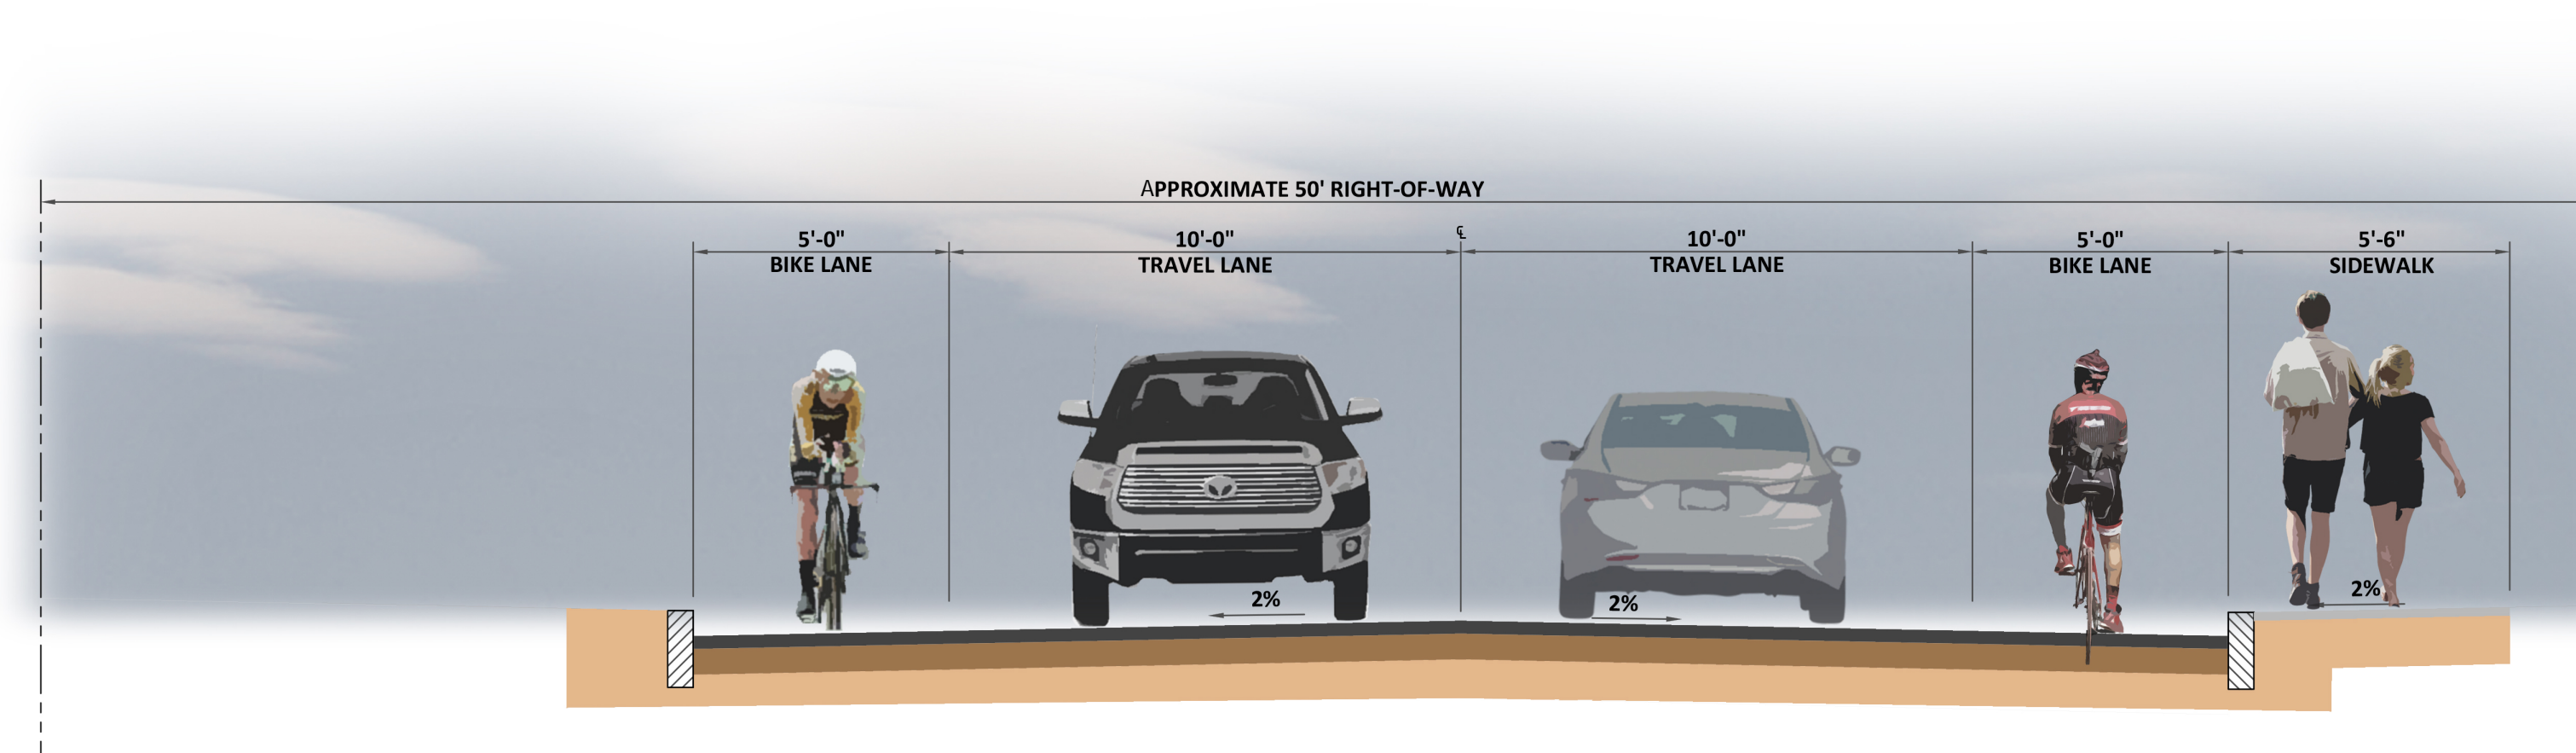 APPROXIMATE 50' RIGHT-OF-WAY
℄
5'-0" 10'-0" 10'-0" 5'-0" 5'-6"
BIKE LANE TRAVEL LANE TRAVEL LANE BIKE LANE SIDEWALK
2% 2% 2%